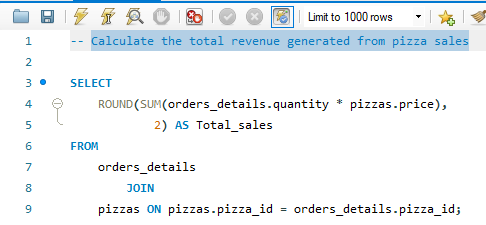 Limit to 1000 rows
1 -- Calculate the total revenue generated from pizza sales
2
3 SELECT
4 ROUND(SUM(orders_details.quantity * pizzas.price),
5 2) AS Total_sales
6 FROM
7 orders_details
8 JOIN
9 pizzas ON pizzas.pizza_id = orders_details.pizza_id;